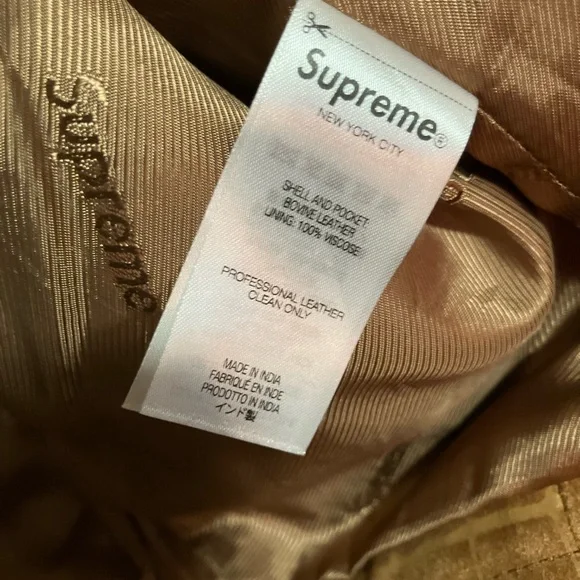 Supreme®
NEW YORK CITY
SHELL AND POCKET
BOVINE LEATHER
LINING: 100% VISCOSE
PROFESSIONAL LEATHER
CLEAN ONLY
MADE IN INDIA
FABRIQUÉ EN INDE
PRODOTTO IN INDIA
インド製
Supreme